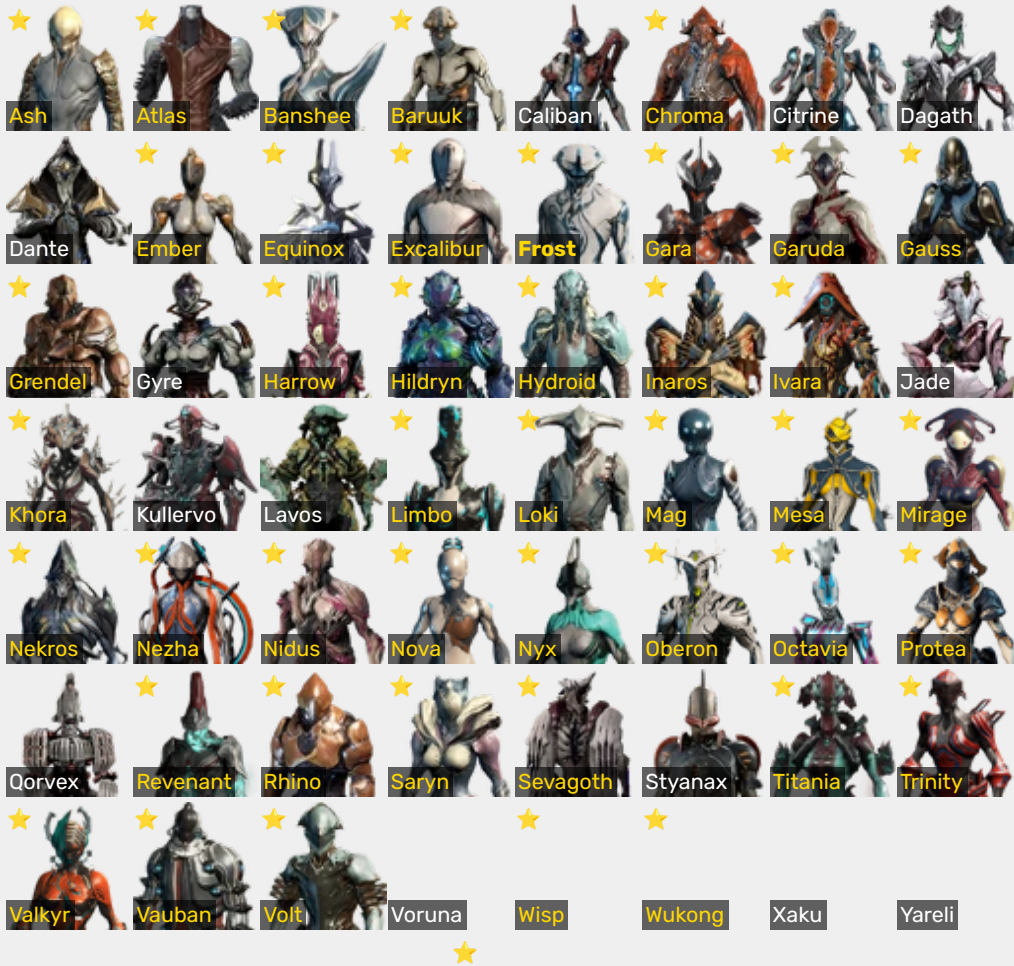 Ash
Atlas
Banshee
Baruuk
Caliban
Chroma
Citrine
Dagath
Dante
Ember
Equinox
Excalibur
Frost
Gara
Garuda
Gauss
Grendel
Gyre
Harrow
Hildryn
Hydroid
Inaros
Ivara
Jade
Khora
Kullervo
Lavos
Limbo
Loki
Mag
Mesa
Mirage
Nekros
Nezha
Nidus
Nova
Nyx
Oberon
Octavia
Protea
Qorvex
Revenant
Rhino
Saryn
Sevagoth
Styanax
Titania
Trinity
Valkyr
Vauban
Volt
Voruna
Wisp
Wukong
Xaku
Yareli